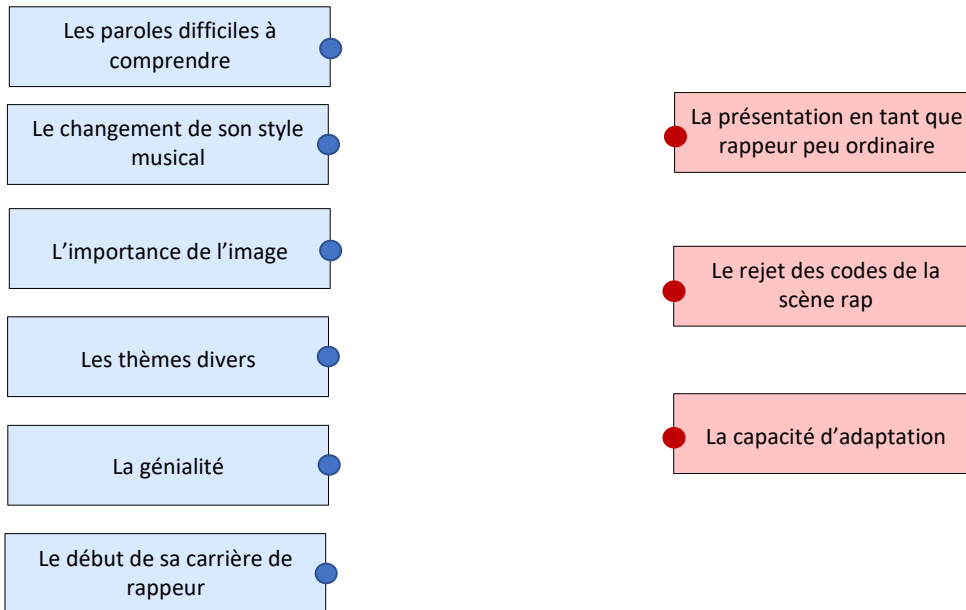 Les paroles difficiles à
comprendre
Le changement de son style
musical
L’importance de l’image
Les thèmes divers
La génialité
Le début de sa carrière de
rappeur
La présentation en tant que
rappeur peu ordinaire
Le rejet des codes de la
scène rap
La capacité d’adaptation